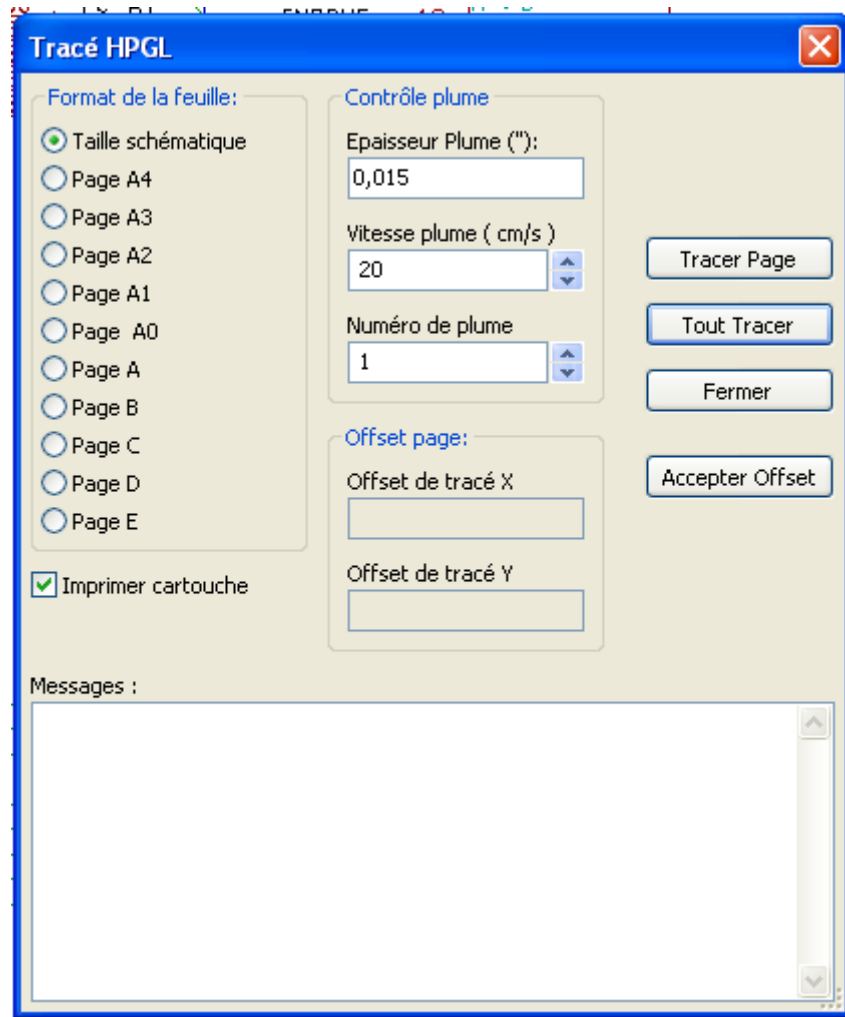 Tracé HPGL
Format de la feuille:
Taille schématique
Page A4
Page A3
Page A2
Page A1
Page A0
Page A
Page B
Page C
Page D
Page E
Imprimer cartouche
Contrôle plume
Epaisseur Plume ("):
0,015
Vitesse plume ( cm/s )
20
Numéro de plume
1
Offset page:
Offset de tracé X
Offset de tracé Y
Tracer Page
Tout Tracer
Fermer
Accepter Offset
Messages :